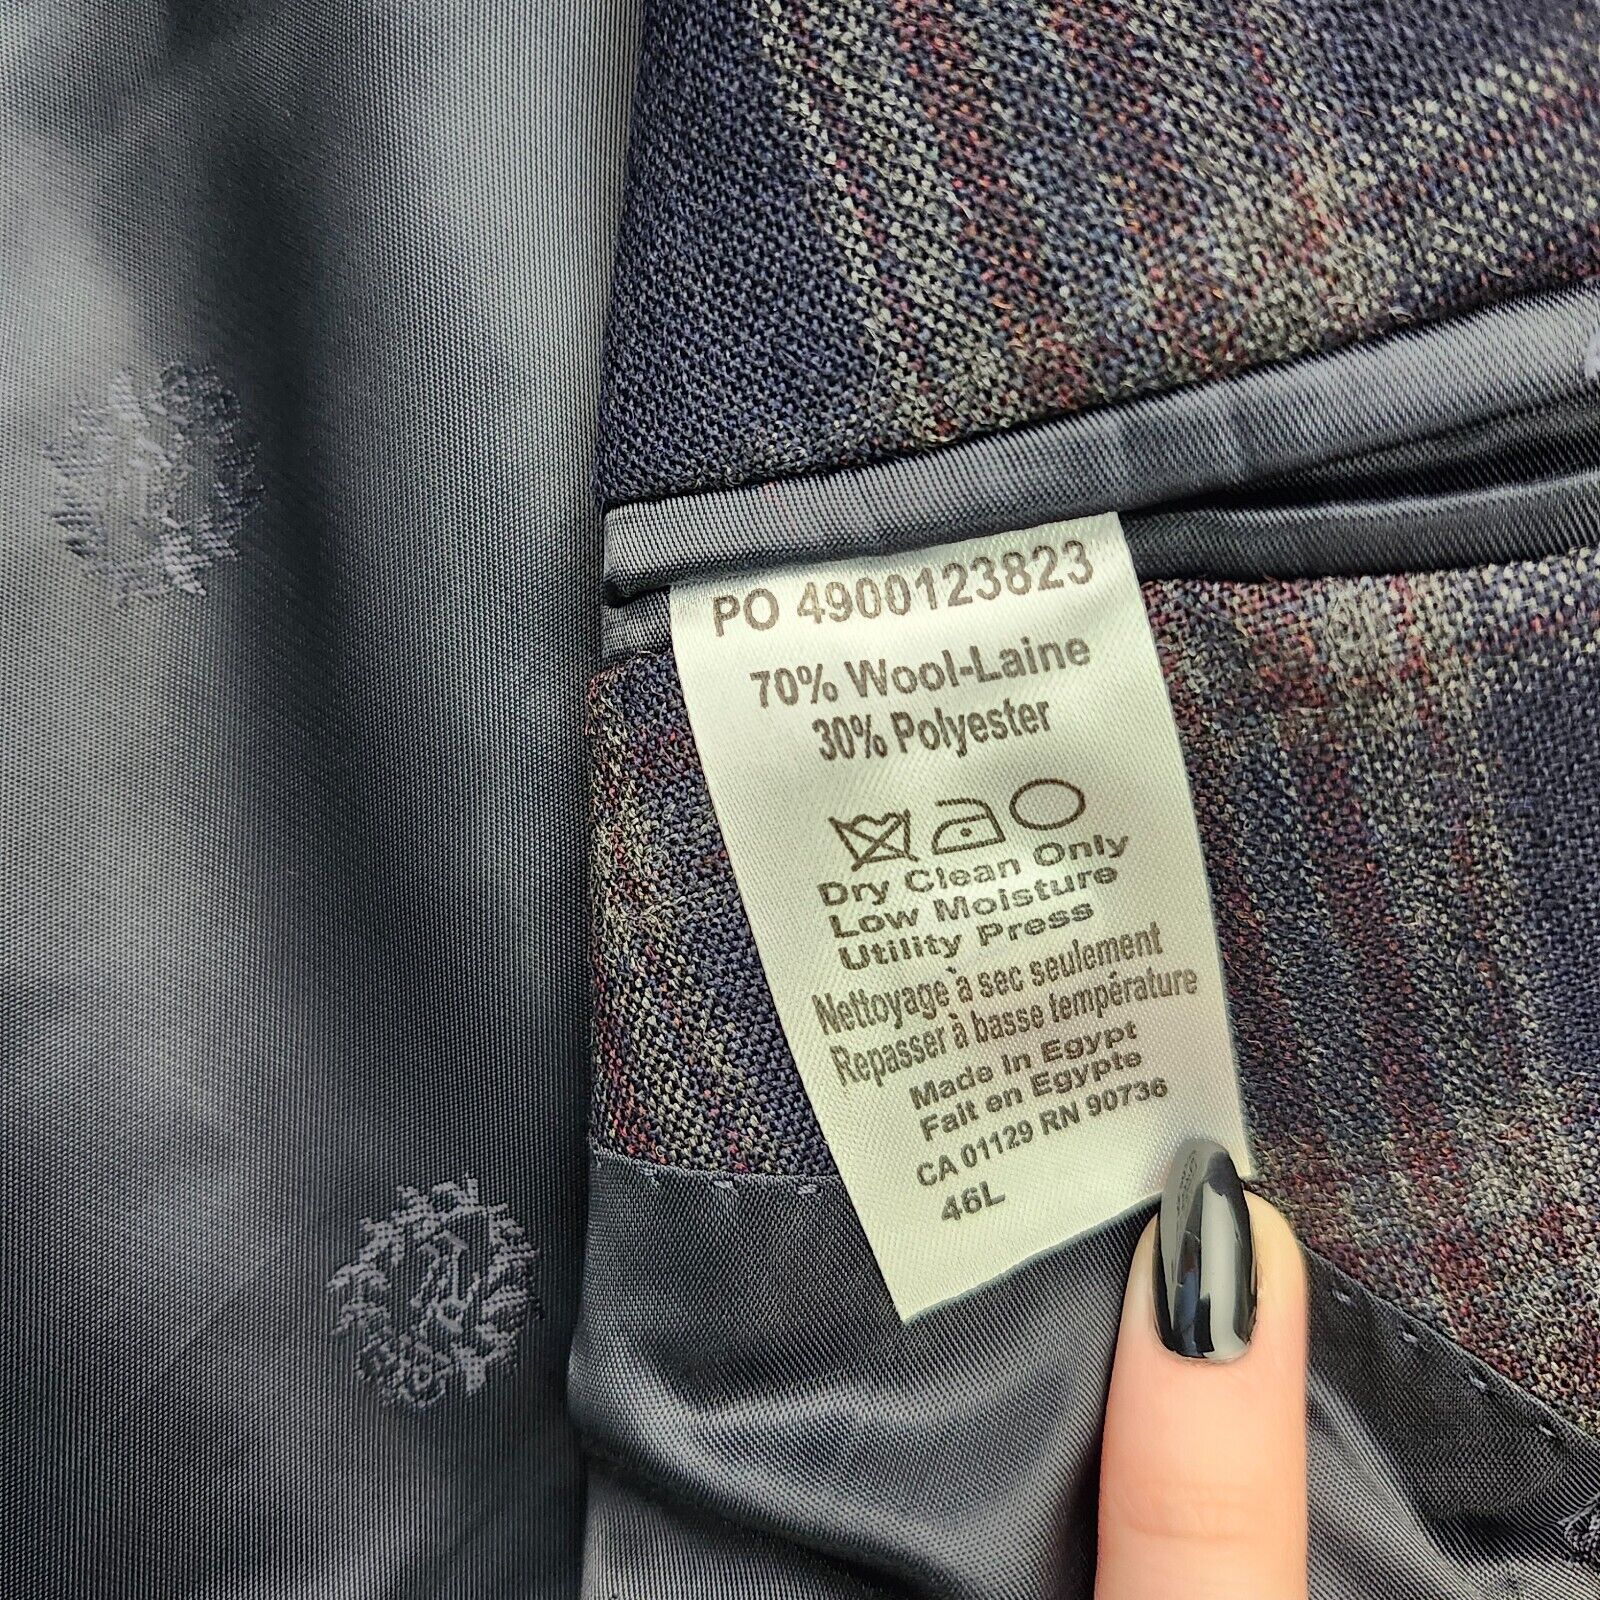 PO 4900123823
70% Wool-Laine
30% Polyester
Dry Clean Only
Low Moisture
Utility Press
Nettoyage à sec seulement
Repasser à basse température
Made In Egypt
Fait en Egypte
CA 01129 RN 90736
46L